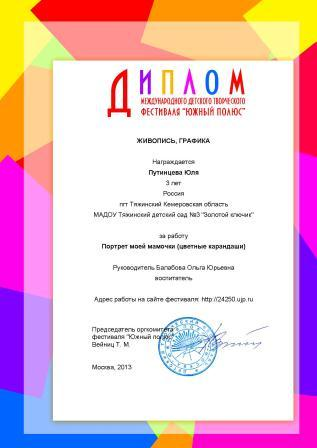 ДИПЛОМ
МЕЖДУНАРОДНОГО ДЕТСКОГО ТВОРЧЕСКОГО
ФЕСТИВАЛЯ "ЮЖНЫЙ ПОЛЮС"
ЖИВОПИСЬ, ГРАФИКА
Награждается
Путинцева Юля
3 лет
Россия
пгт Тяжинский Кемеровская область
МАДОУ Тяжинский детский сад №3 "Золотой ключик"
за работу
Портрет моей мамочки (цветные карандаши)
Руководитель Балабова Ольга Юрьевна
воспитатель
Адрес работы на сайте фестиваля: http://24250.ujp.ru
Председатель оргкомитета
фестиваля "Южный полюс"
Вейниц Т. М.
Москва, 2013